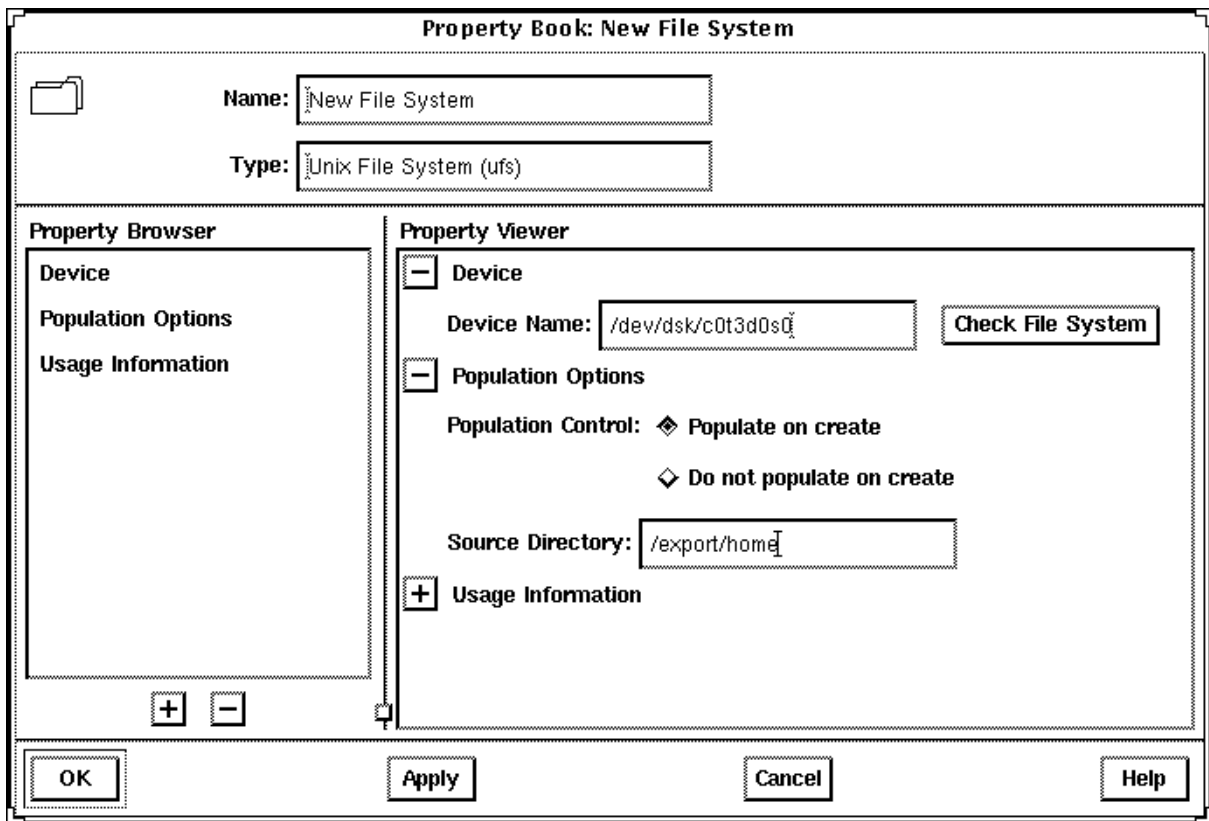 Property Book: New File System
Name: New File System
Type: Unix File System (ufs)
Property Browser
Device
Population Options
Usage Information
+ −
Property Viewer
− Device
Device Name: /dev/dsk/c0t3d0s0 Check File System
− Population Options
Population Control: Populate on create
Do not populate on create
Source Directory: /export/home
+ Usage Information
OK Apply Cancel Help